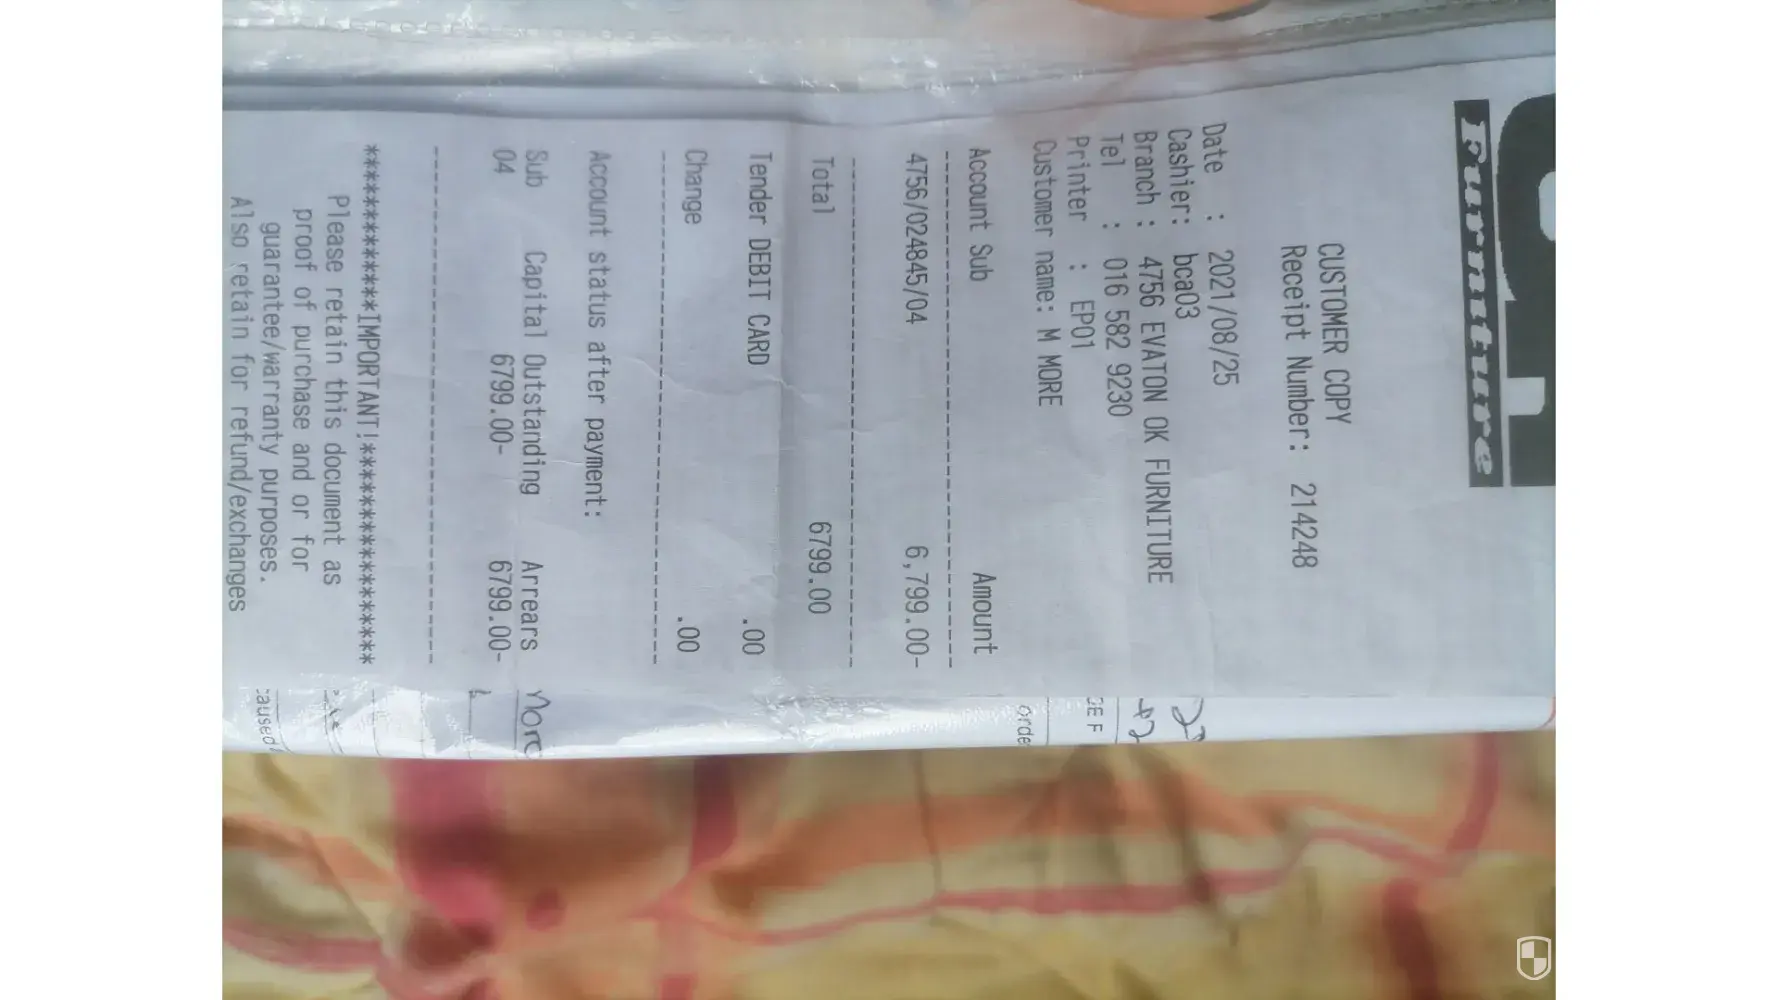 Furniture
CUSTOMER COPY
Receipt Number: 214248
Date : 2021/08/25
Cashier: bca03
Branch : 4756 EVATON OK FURNITURE
Tel : 016 582 9230
Printer : EP01
Customer name: M MORE
Account Sub Amount
4756/024845/04 6,799.00-
Total 6799.00
Tender DEBIT CARD .00
Change .00
Account status after payment:
Sub Capital Outstanding Arrears
04 6799.00- 6799.00-
*************IMPORTANT!********************
Please retain this document as
proof of purchase and or for
guarantee/warranty purposes.
Also retain for refund/exchanges